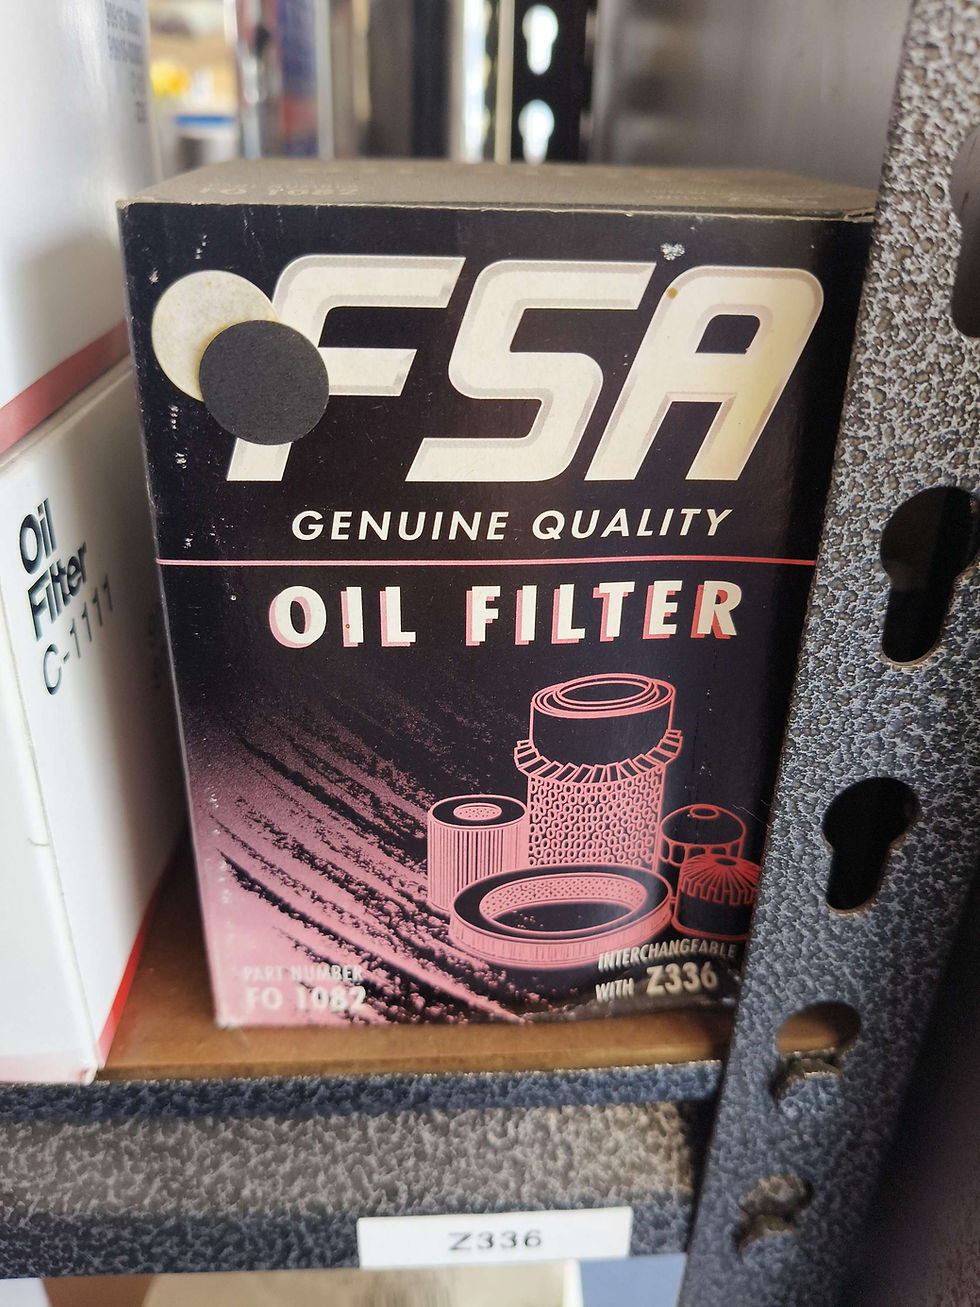 FSA
GENUINE QUALITY
OIL FILTER
INTERCHANGEABLE
WITH Z336
PART NUMBER
FO 1082
Oil
Filter
C-1111
Z336